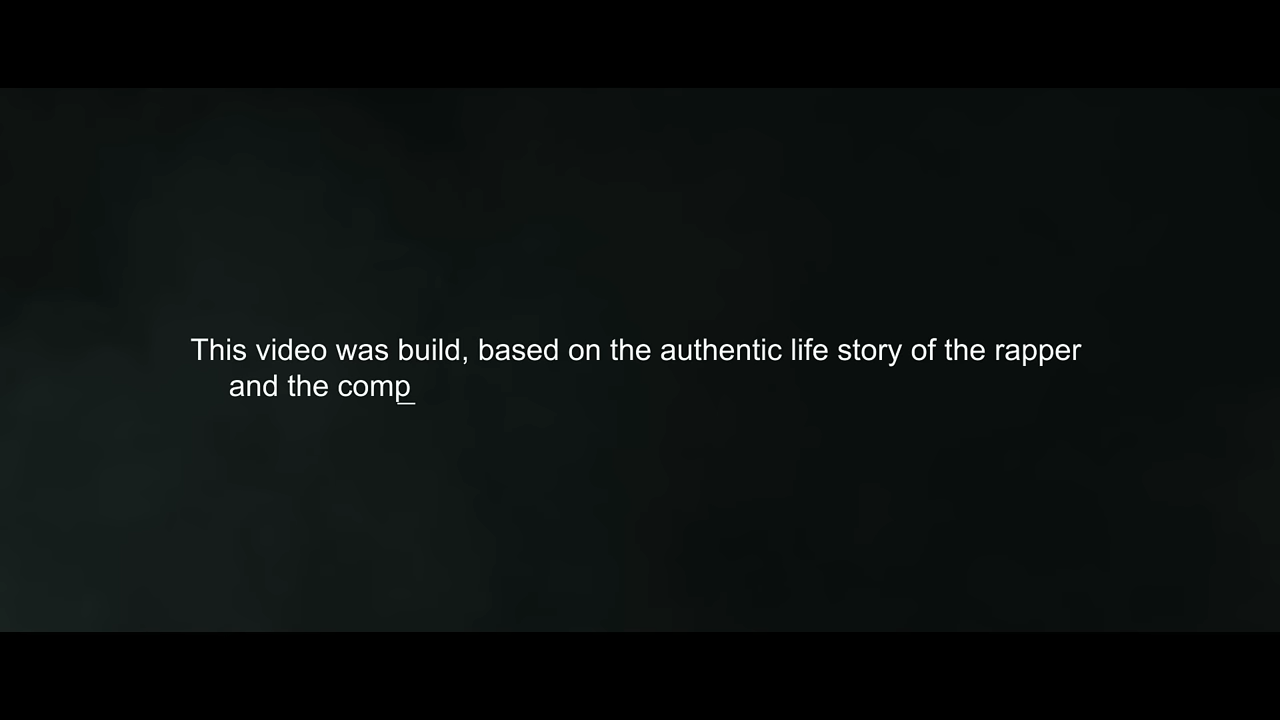 This video was build, based on the authentic life story of the rapper
and the comp_